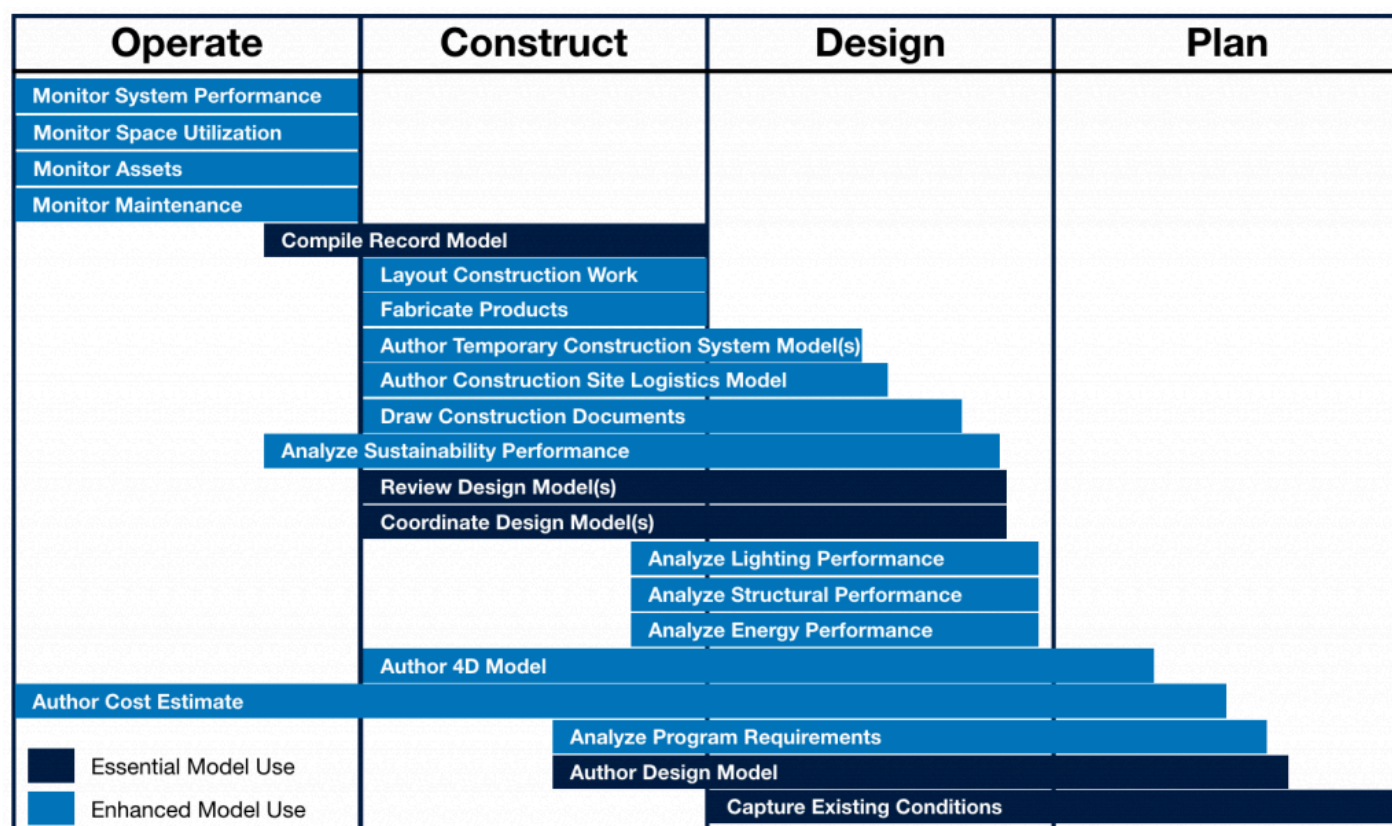 Operate Construct Design Plan
Monitor System Performance
Monitor Space Utilization
Monitor Assets
Monitor Maintenance
Compile Record Model
Layout Construction Work
Fabricate Products
Author Temporary Construction System Model(s)
Author Construction Site Logistics Model
Draw Construction Documents
Analyze Sustainability Performance
Review Design Model(s)
Coordinate Design Model(s)
Analyze Lighting Performance
Analyze Structural Performance
Analyze Energy Performance
Author 4D Model
Author Cost Estimate
Analyze Program Requirements
Author Design Model
Capture Existing Conditions
Essential Model Use
Enhanced Model Use